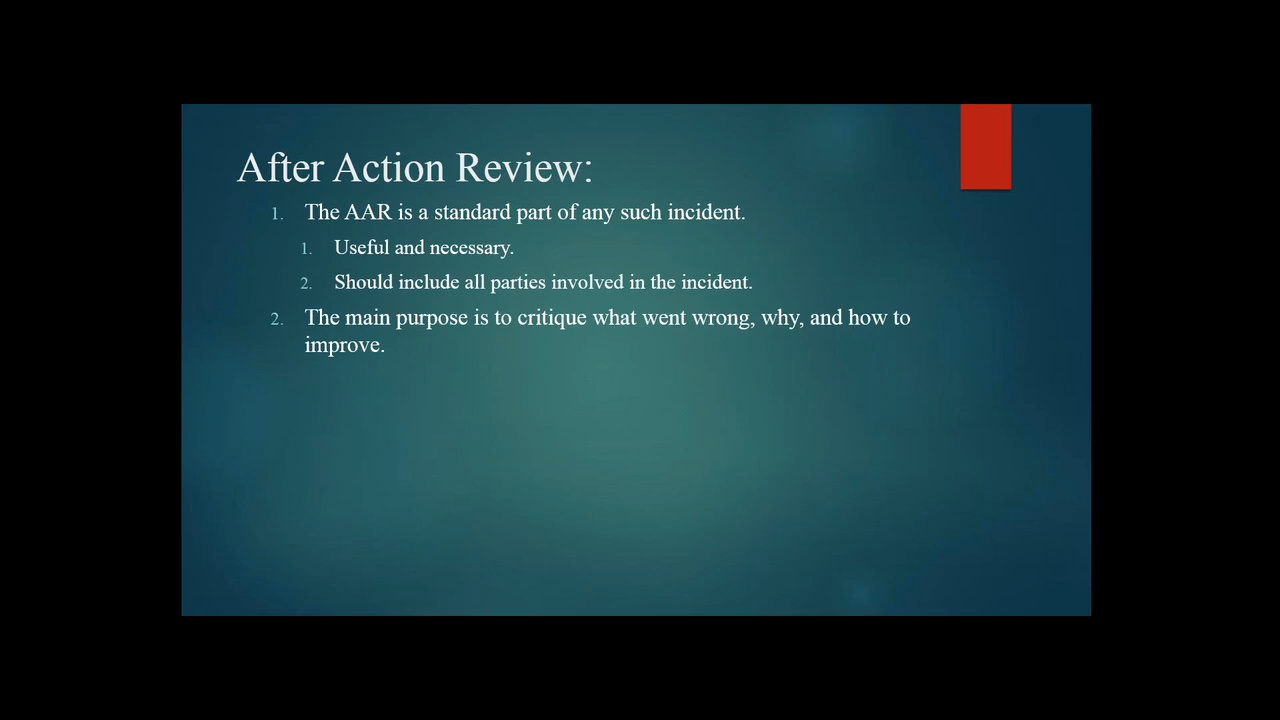 After Action Review:
1. The AAR is a standard part of any such incident.
1. Useful and necessary.
2. Should include all parties involved in the incident.
2. The main purpose is to critique what went wrong, why, and how to
improve.